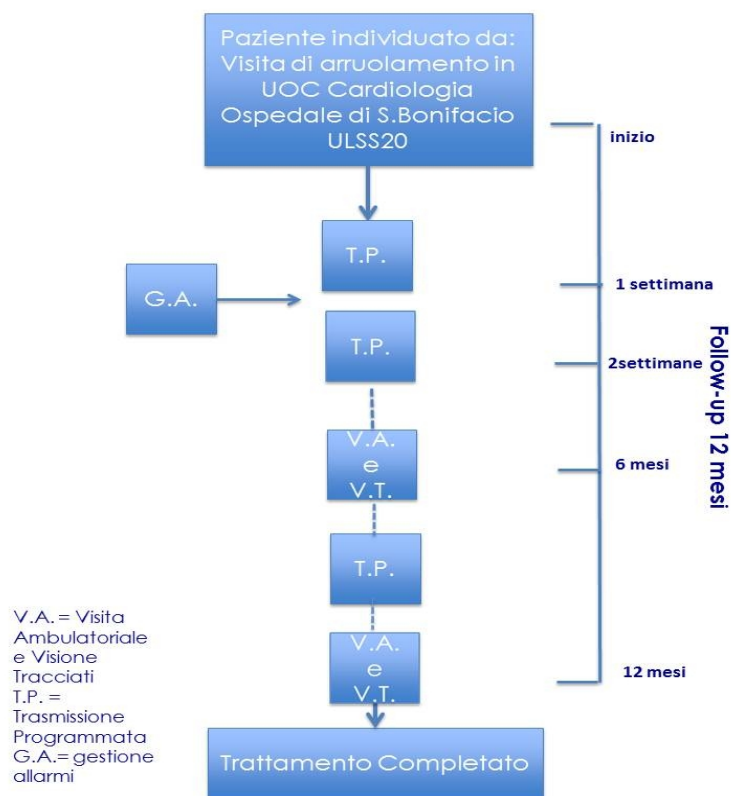 Paziente individuato da:
Visita di arruolamento in
UOC Cardiologia
Ospedale di S.Bonifacio
ULSS20
inizio
T.P.
1 settimana
G.A.
T.P.
2settimane
Follow-up 12 mesi
V.A.
e
V.T.
6 mesi
T.P.
V.A.
e
V.T.
12 mesi
V.A. = Visita
Ambulatoriale
e Visione
Tracciati
T.P. =
Trasmissione
Programmata
G.A.= gestione
allarmi
Trattamento Completato